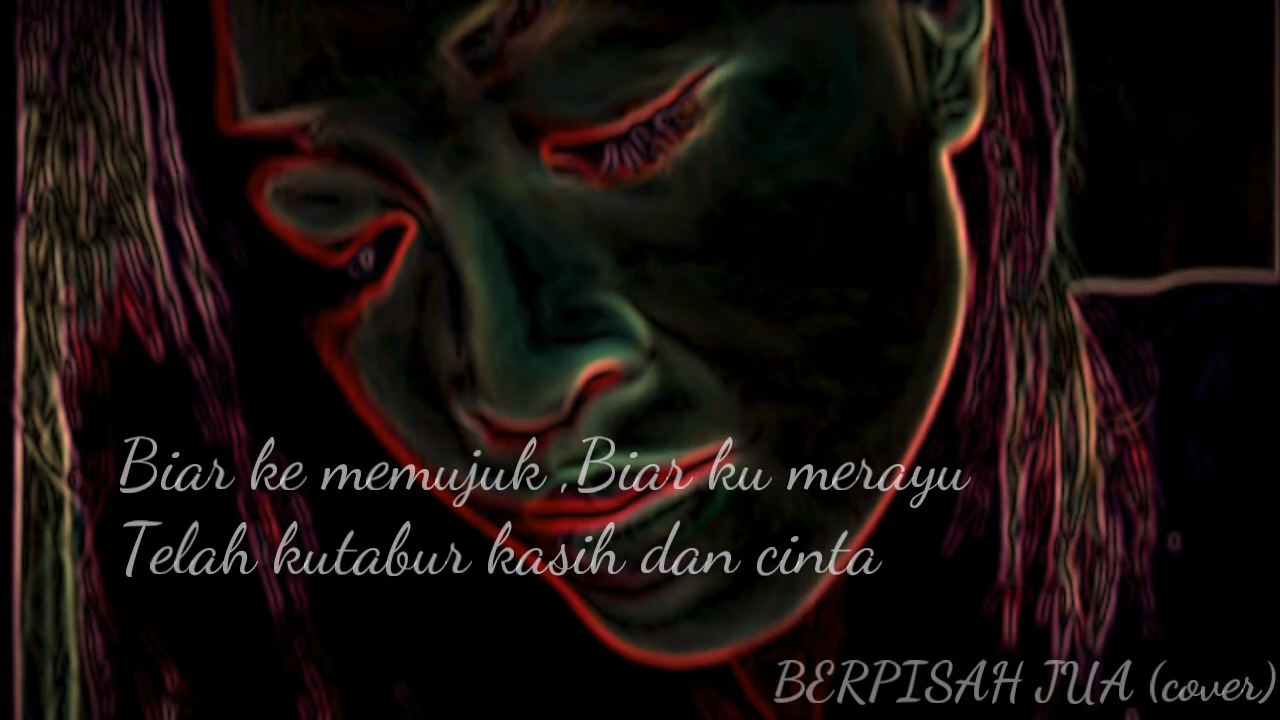 Biar ke memujuk ,Biar ku merayu
Telah kutabur kasih dan cinta
BERPISAH JUA (cover)